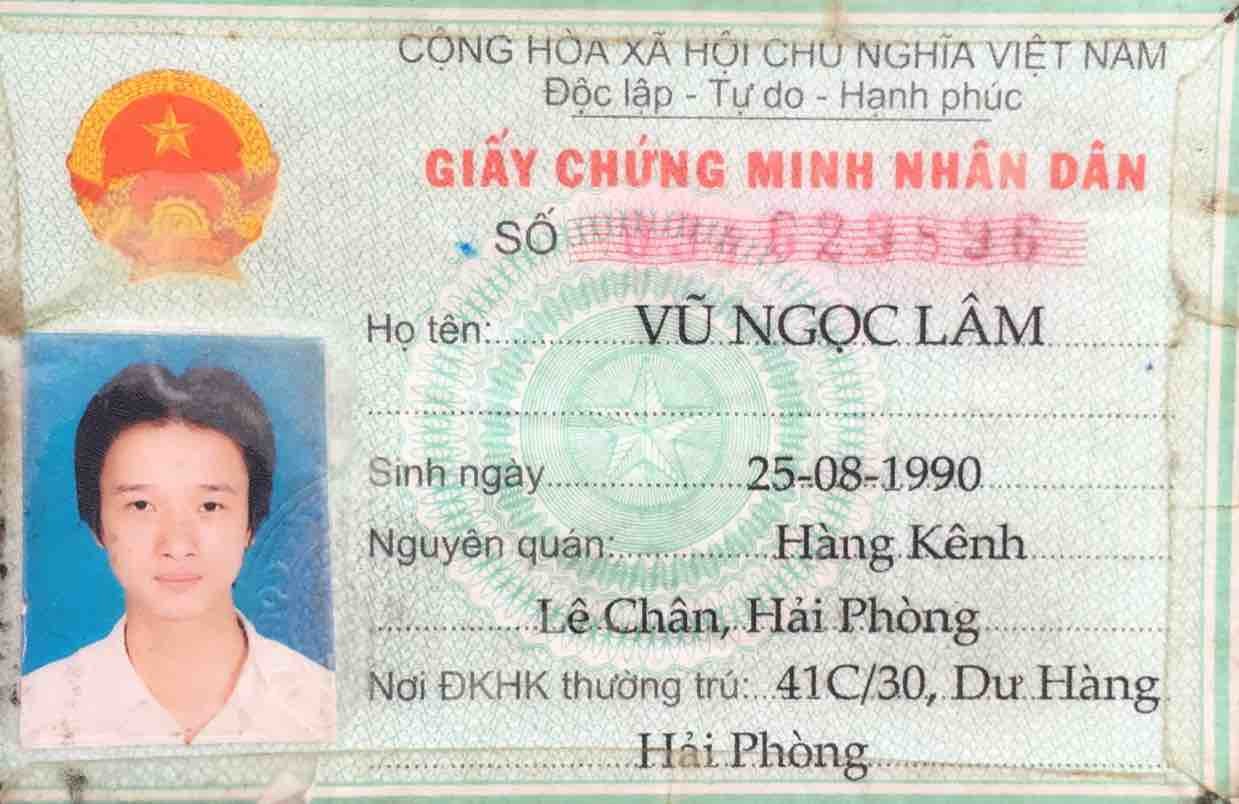 CỘNG HÒA XÃ HỘI CHỦ NGHĨA VIỆT NAM
Độc lập - Tự do - Hạnh phúc
GIẤY CHỨNG MINH NHÂN DÂN
SỐ
Họ tên: VŨ NGỌC LÂM
Sinh ngày 25-08-1990
Nguyên quán: Hàng Kênh
Lê Chân, Hải Phòng
Nơi ĐKHK thường trú: 41C/30, Dư Hàng
Hải Phòng